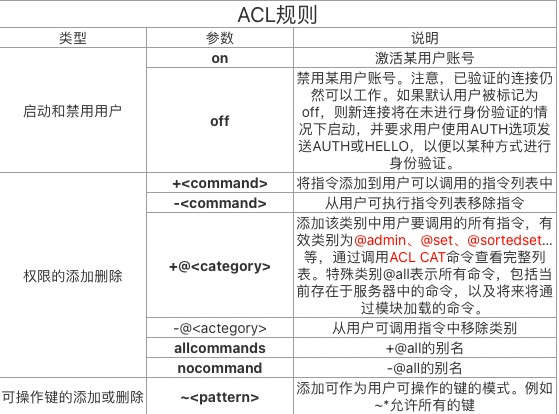 ACL规则
类型 参数 说明
启动和禁用用户
on 激活某用户账号
off
禁用某用户账号。注意，已验证的连接仍
然可以工作。如果默认用户被标记为
off，则新连接将在未进行身份验证的情
况下启动，并要求用户使用AUTH选项发
送AUTH或HELLO，以便以某种方式进行
身份验证。
权限的添加删除
+<command> 将指令添加到用户可以调用的指令列表中
-<command> 从用户可执行指令列表移除指令
+@<category>
添加该类别中用户要调用的所有指令，有
效类别为@admin、@set、@sortedset...
等，通过调用ACL CAT命令查看完整列
表。特殊类别@all表示所有命令，包括当
前存在于服务器中的命令，以及将来将通
过模块加载的命令。
-@<actegory> 从用户可调用指令中移除类别
allcommands +@all的别名
nocommand -@all的别名
可操作键的添加或删除
~<pattern>
添加可作为用户可操作的键的模式。例如
~*允许所有的键